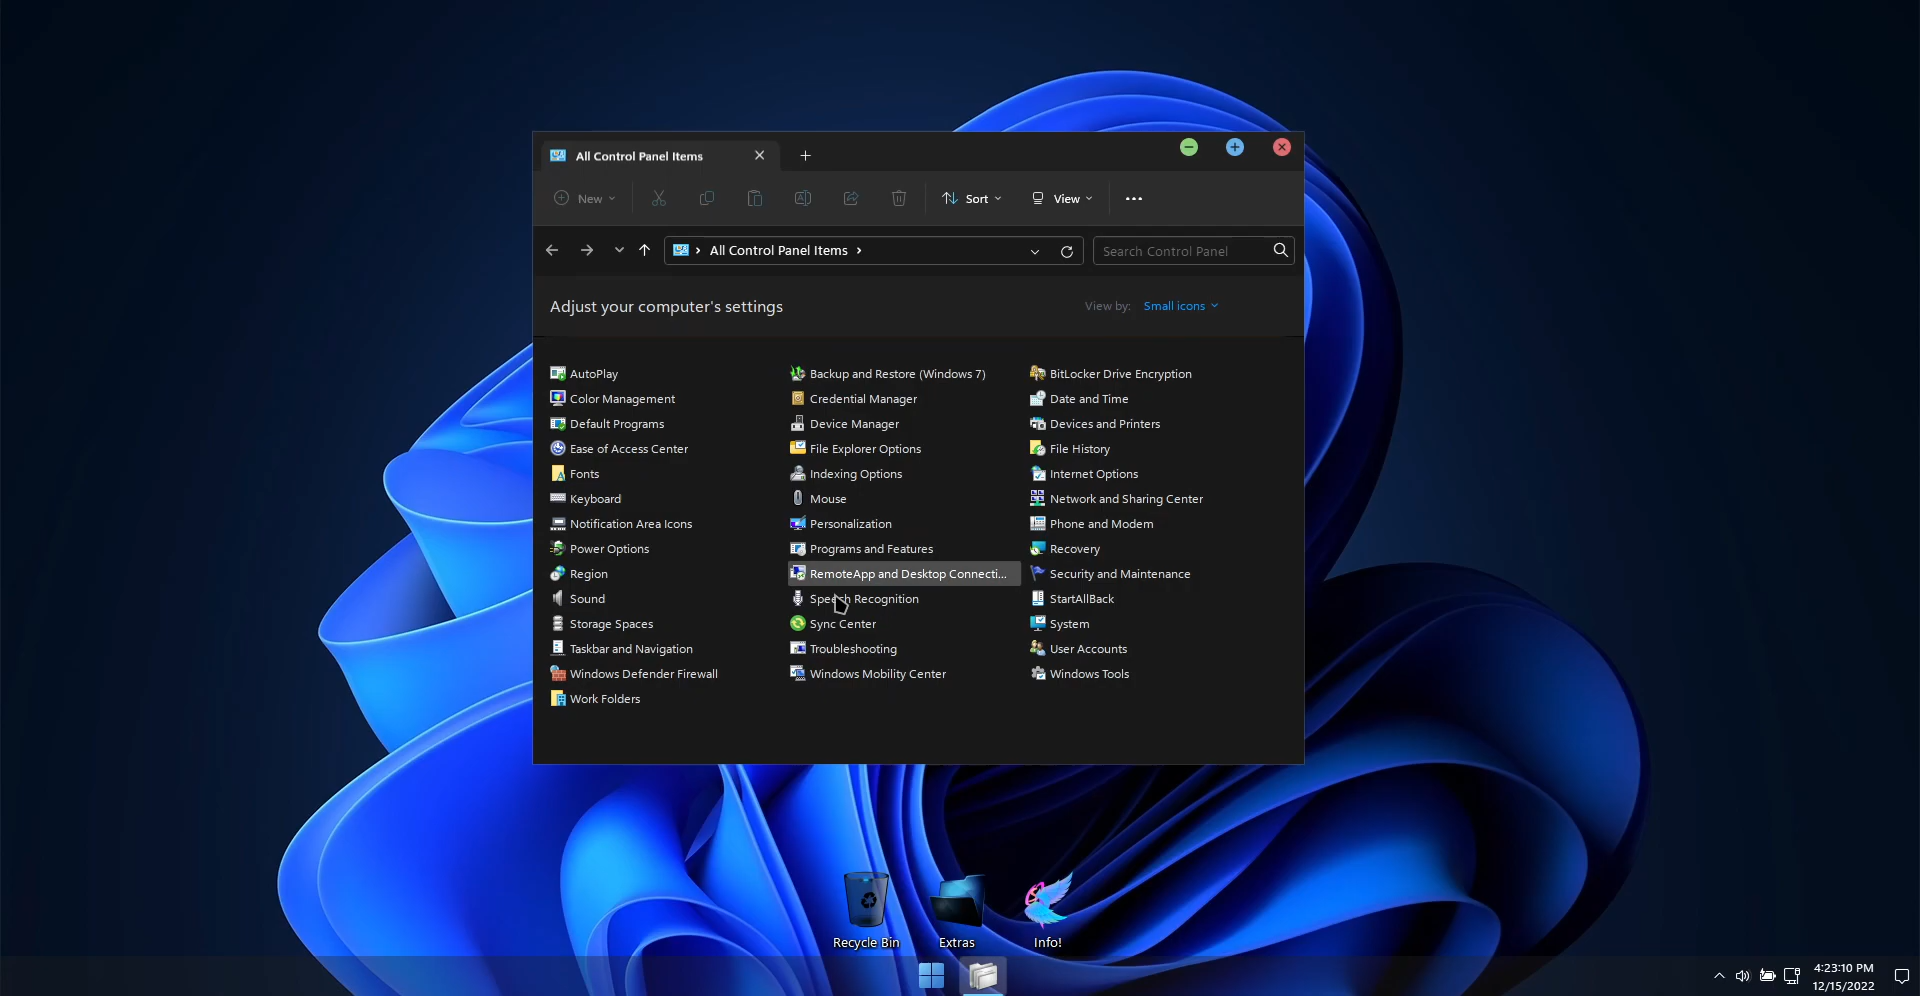 All Control Panel Items
New
Sort
View
All Control Panel Items
Search Control Panel
Adjust your computer's settings
View by: Small icons
AutoPlay
Backup and Restore (Windows 7)
BitLocker Drive Encryption
Color Management
Credential Manager
Date and Time
Default Programs
Device Manager
Devices and Printers
Ease of Access Center
File Explorer Options
File History
Fonts
Indexing Options
Internet Options
Keyboard
Mouse
Network and Sharing Center
Notification Area Icons
Personalization
Phone and Modem
Power Options
Programs and Features
Recovery
Region
RemoteApp and Desktop Connecti...
Security and Maintenance
Sound
Speech Recognition
StartAllBack
Storage Spaces
Sync Center
System
Taskbar and Navigation
Troubleshooting
User Accounts
Windows Defender Firewall
Windows Mobility Center
Windows Tools
Work Folders
Recycle Bin
Extras
Info!
4:23:10 PM
12/15/2022